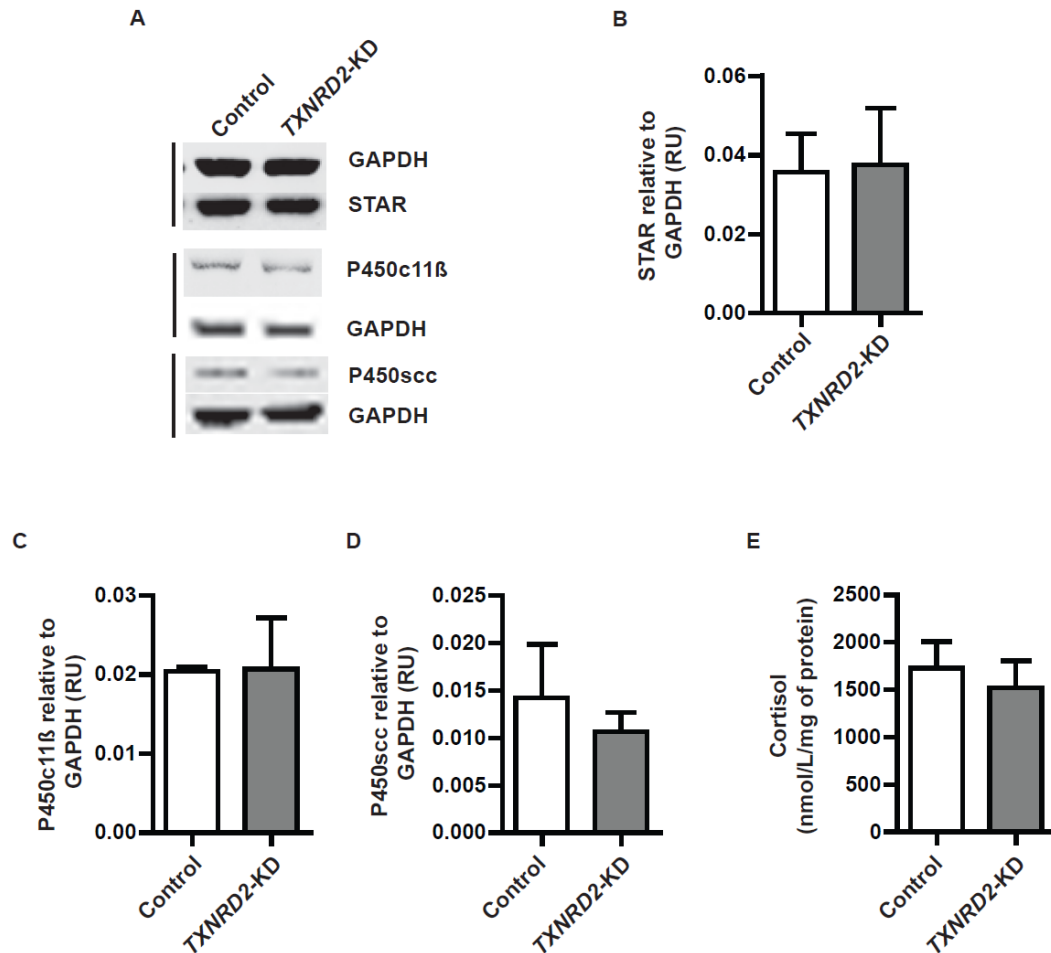 A
Control
TXNRD2-KD
GAPDH
STAR
P450c11ß
GAPDH
P450scc
GAPDH
B
STAR relative to
GAPDH (RU)
0.06
0.04
0.02
0.00
Control
TXNRD2-KD
C
P450c11ß relative to
GAPDH (RU)
0.03
0.02
0.01
0.00
Control
TXNRD2-KD
D
P450scc relative to
GAPDH (RU)
0.025
0.020
0.015
0.010
0.005
0.000
Control
TXNRD2-KD
E
Cortisol
(nmol/L/mg of protein)
2500
2000
1500
1000
500
0
Control
TXNRD2-KD